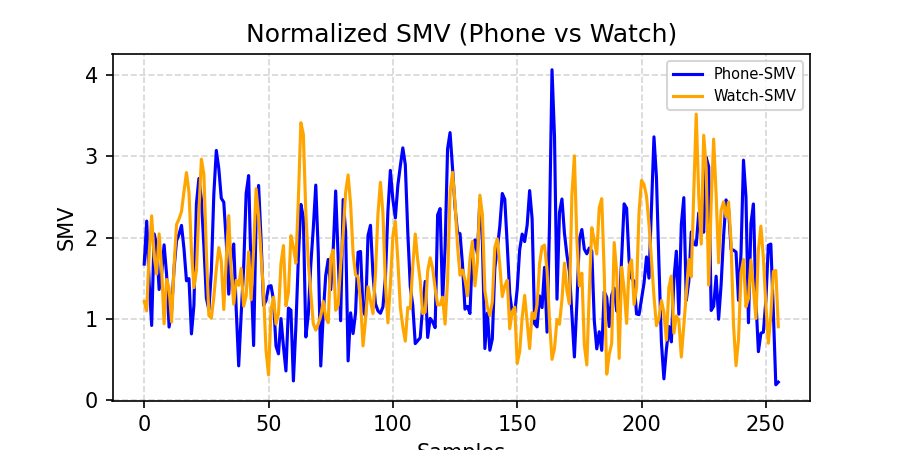 Normalized SMV (Phone vs Watch)
Phone-SMV
Watch-SMV
SMV
4
3
2
1
0
0 50 100 150 200 250
Samples